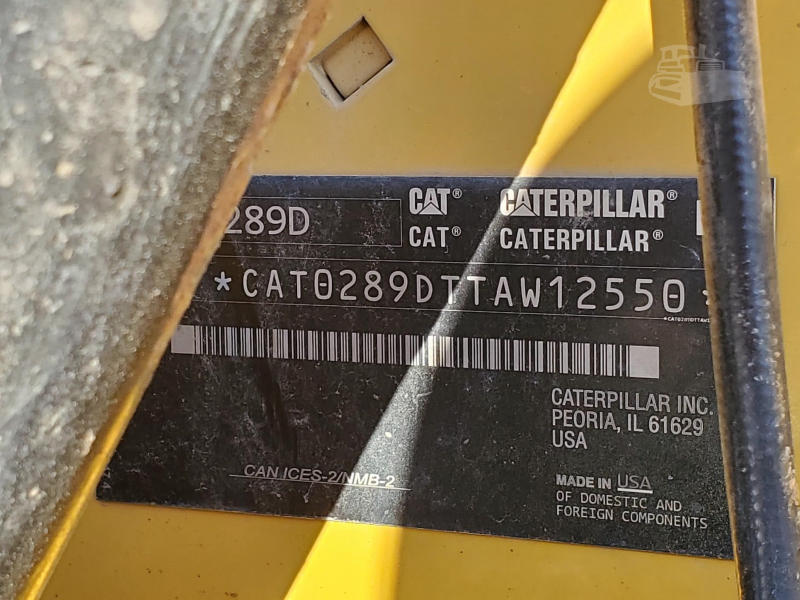 289D
CAT® CATERPILLAR®
CAT® CATERPILLAR®
*CAT0289DTTAW12550*
*CAT0289DTTAW1
CATERPILLAR INC.
PEORIA, IL 61629
USA
CAN ICES-2/NMB-2
MADE IN USA
OF DOMESTIC AND
FOREIGN COMPONENTS